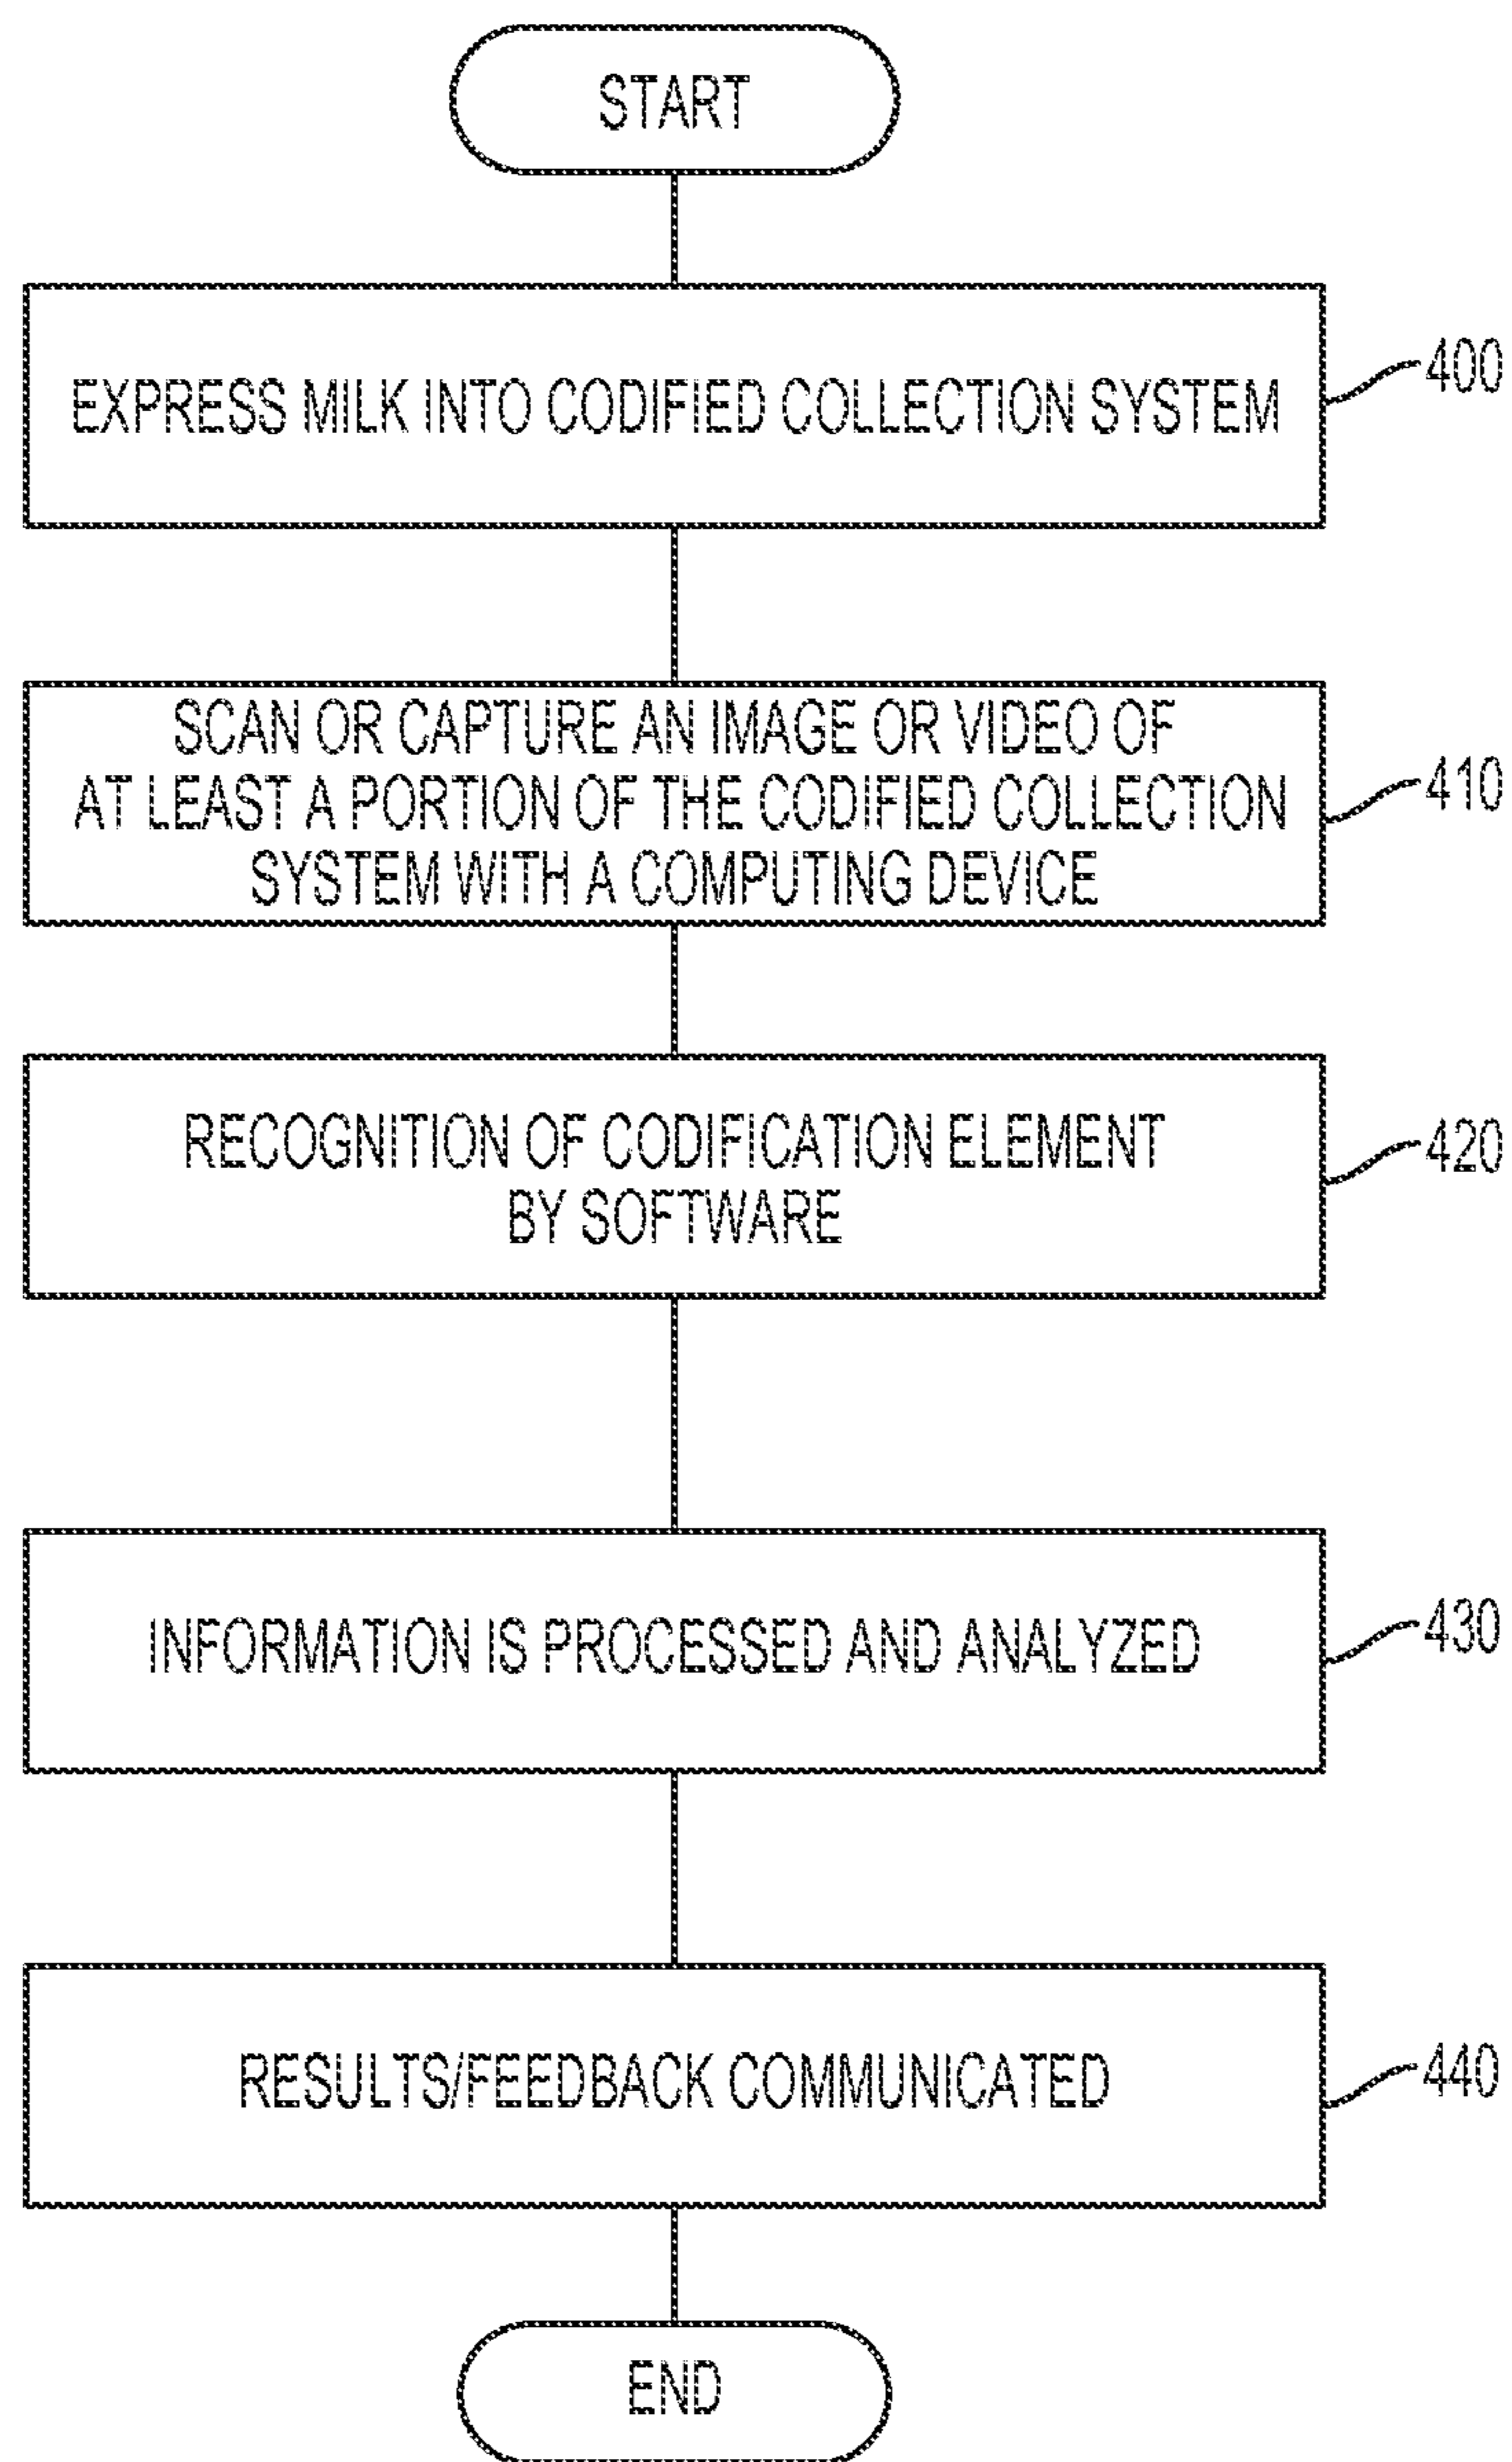 START
EXPRESS MILK INTO CODIFIED COLLECTION SYSTEM
400
SCAN OR CAPTURE AN IMAGE OR VIDEO OF
AT LEAST A PORTION OF THE CODIFIED COLLECTION
SYSTEM WITH A COMPUTING DEVICE
410
RECOGNITION OF CODIFICATION ELEMENT
BY SOFTWARE
420
INFORMATION IS PROCESSED AND ANALYZED
430
RESULTS/FEEDBACK COMMUNICATED
440
END